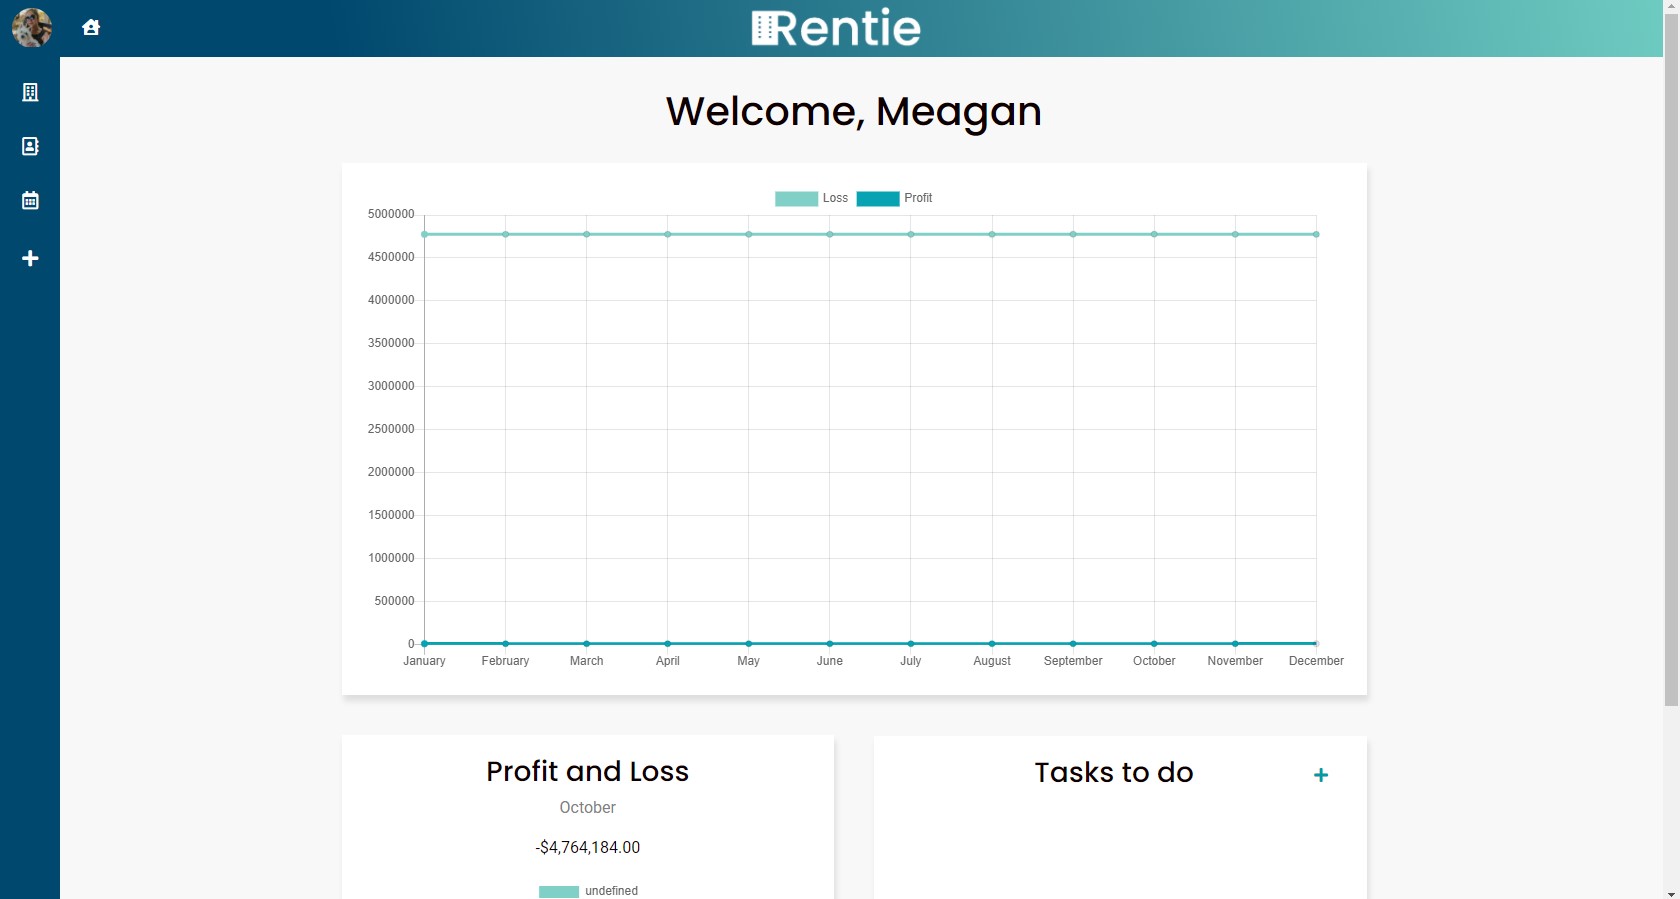 Rentie
Welcome, Meagan
Loss Profit
5000000
4500000
4000000
3500000
3000000
2500000
2000000
1500000
1000000
500000
0
January February March April May June July August September October November December
Profit and Loss
October
-$4,764,184.00
undefined
Tasks to do